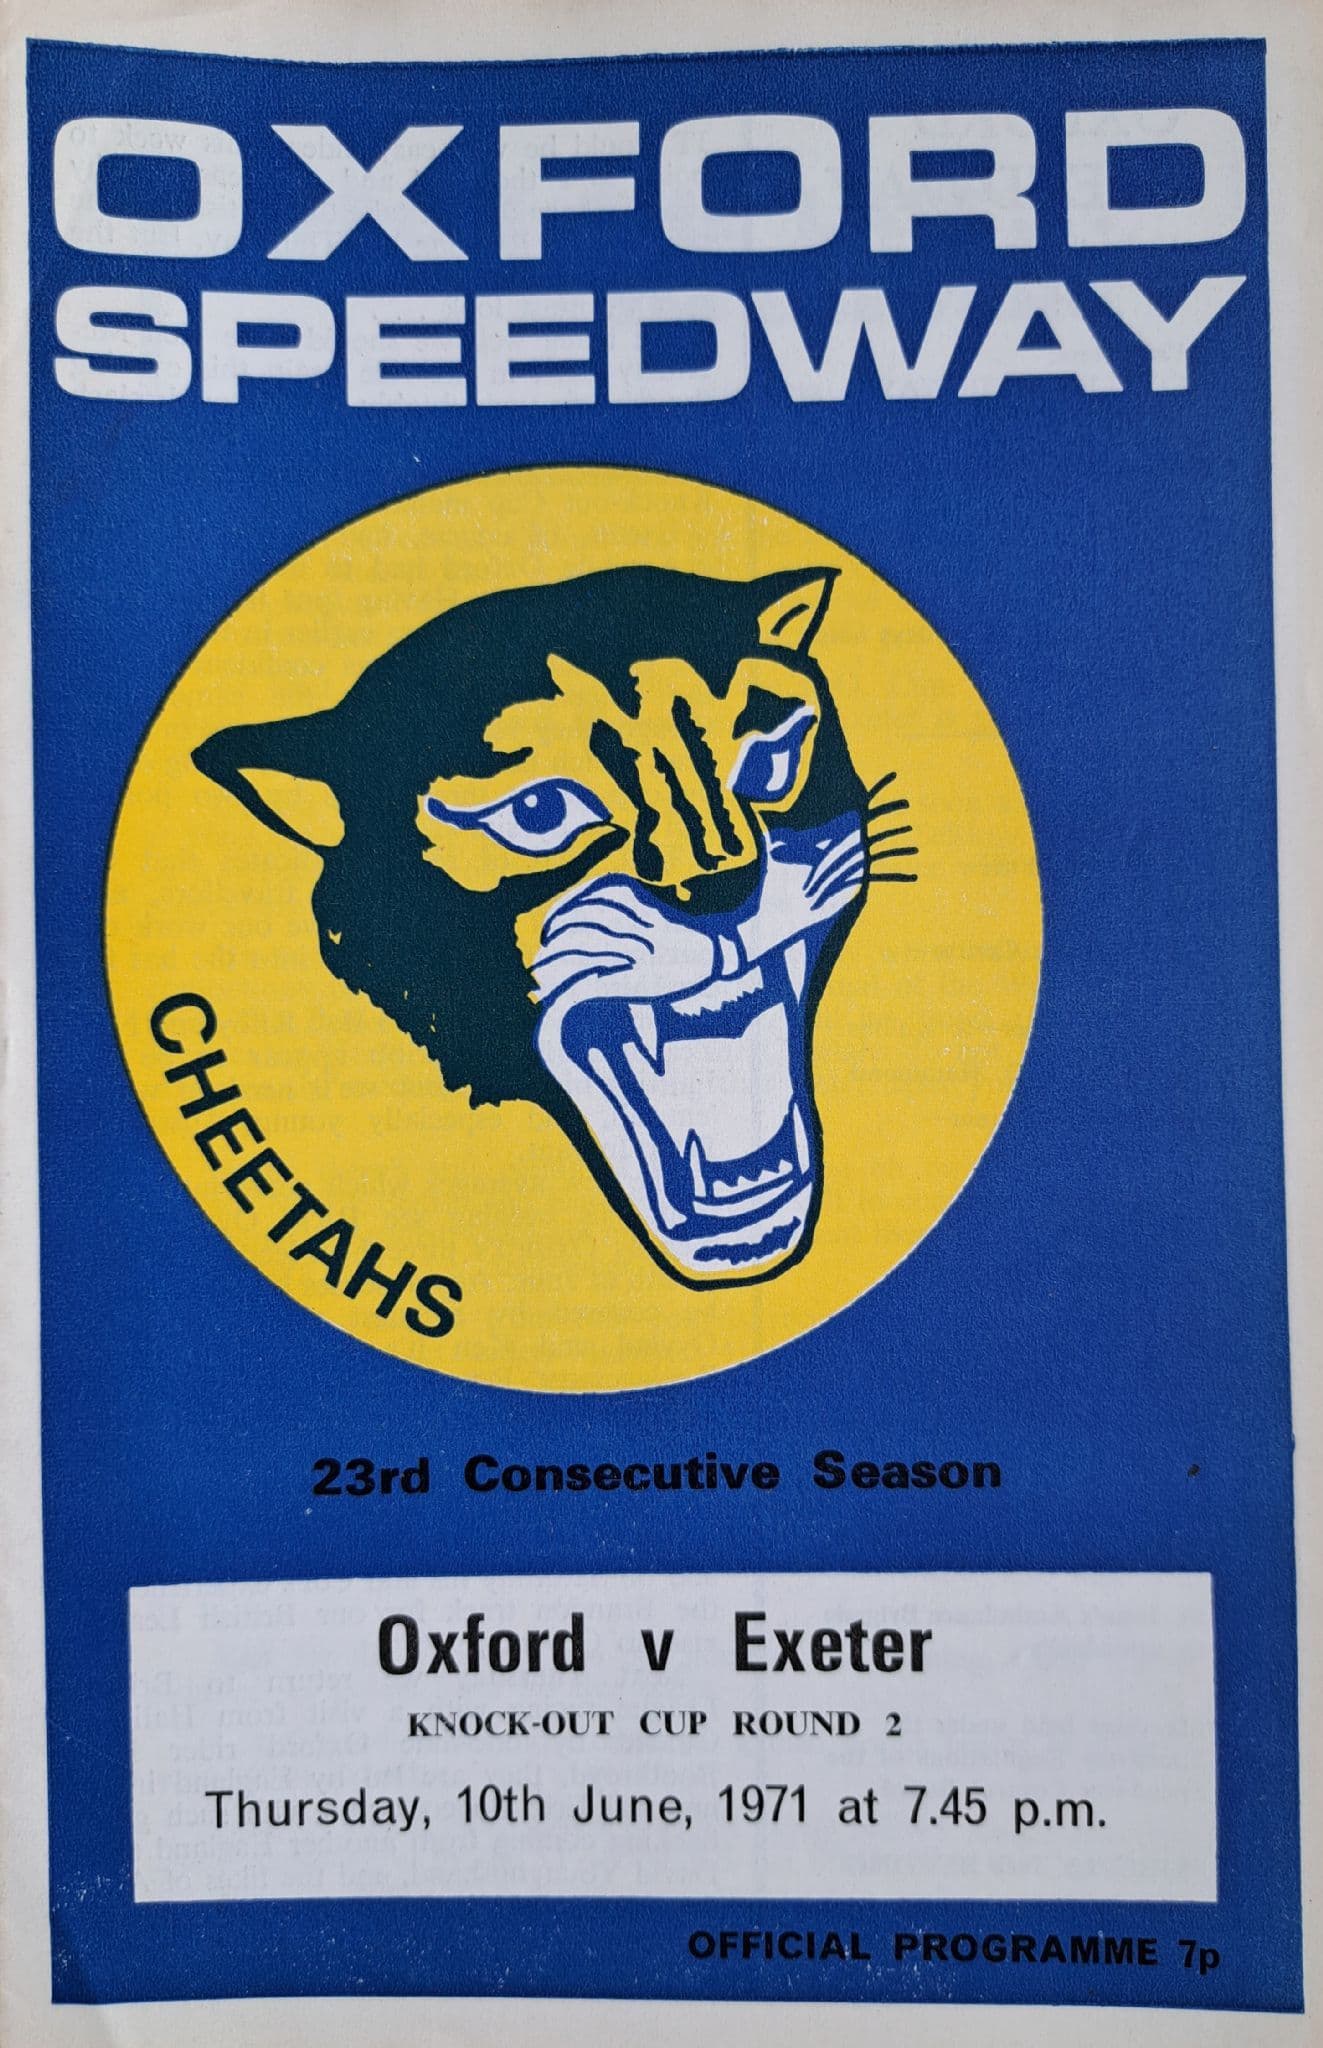 OXFORD
SPEEDWAY
CHEETAHS
23rd Consecutive Season
Oxford v Exeter
KNOCK-OUT CUP ROUND 2
Thursday, 10th June, 1971 at 7.45 p.m.
OFFICIAL PROGRAMME 7p